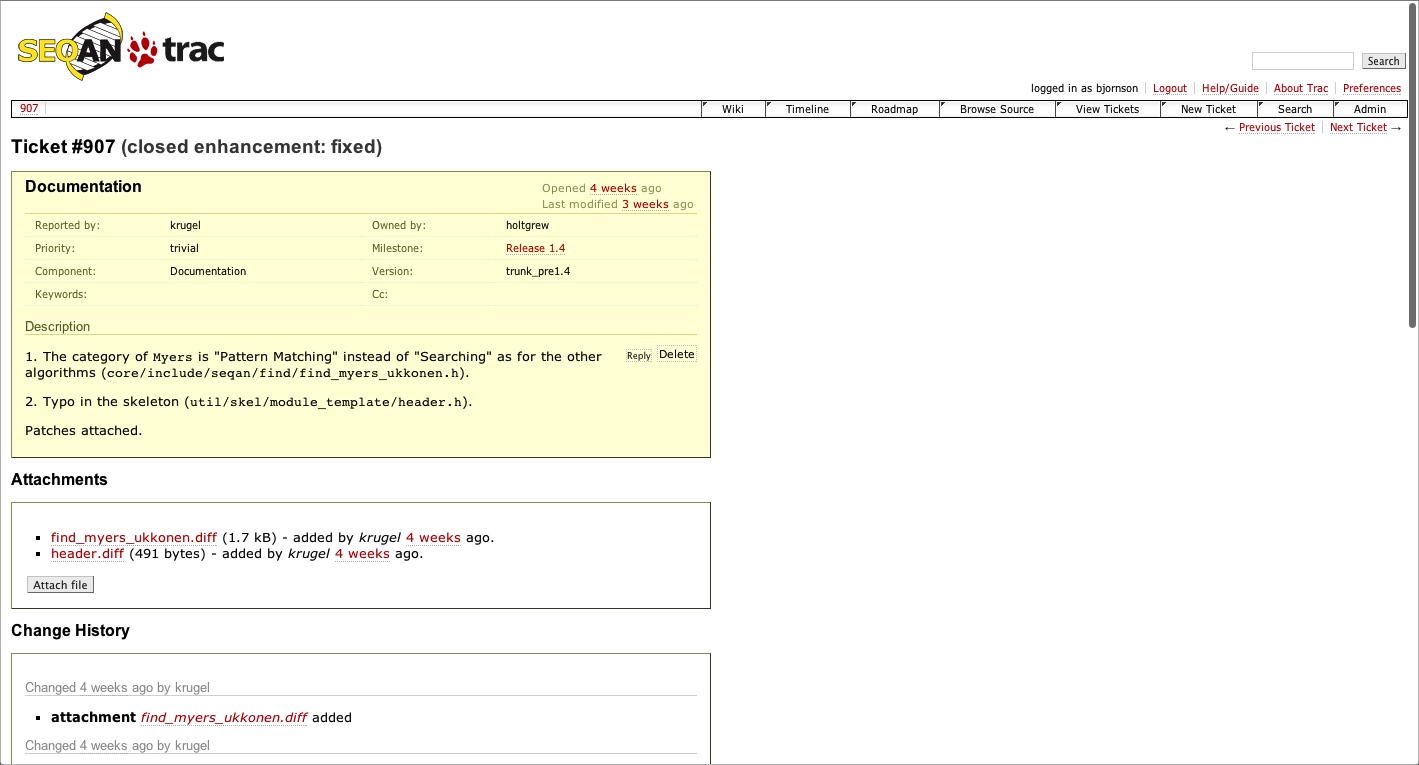 SEQAN trac
Search
logged in as bjornson Logout Help/Guide About Trac Preferences
907 Wiki Timeline Roadmap Browse Source View Tickets New Ticket Search Admin
← Previous Ticket Next Ticket →
Ticket #907 (closed enhancement: fixed)
Documentation
Opened 4 weeks ago
Last modified 3 weeks ago
Reported by: krugel Owned by: holtgrew
Priority: trivial Milestone: Release 1.4
Component: Documentation Version: trunk_pre1.4
Keywords: Cc:
Description
Reply Delete
1. The category of Myers is "Pattern Matching" instead of "Searching" as for the other
algorithms (core/include/seqan/find/find_myers_ukkonen.h).
2. Typo in the skeleton (util/skel/module_template/header.h).
Patches attached.
Attachments
find_myers_ukkonen.diff (1.7 kB) - added by krugel 4 weeks ago.
header.diff (491 bytes) - added by krugel 4 weeks ago.
Attach file
Change History
Changed 4 weeks ago by krugel
attachment find_myers_ukkonen.diff added
Changed 4 weeks ago by krugel